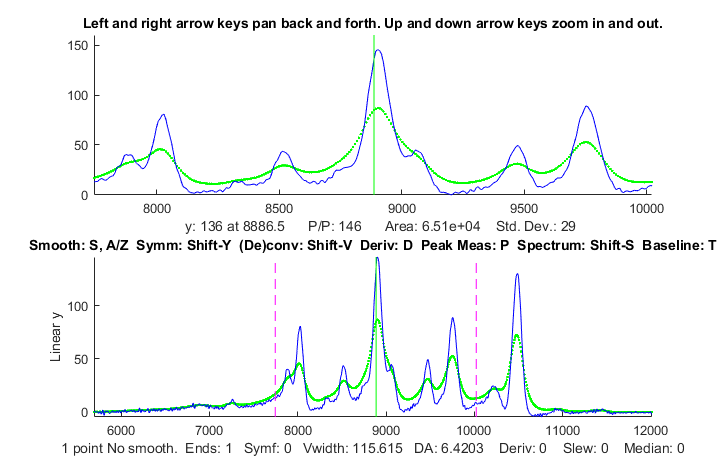 Left and right arrow keys pan back and forth. Up and down arrow keys zoom in and out.
150
100
50
0
8000 8500 9000 9500 10000
y: 136 at 8886.5 P/P: 146 Area: 6.51e+04 Std. Dev.: 29
Smooth: S, A/Z Symm: Shift-Y (De)conv: Shift-V Deriv: D Peak Meas: P Spectrum: Shift-S Baseline: T
Linear y
100
50
0
6000 7000 8000 9000 10000 11000 12000
1 point No smooth. Ends: 1 Symf: 0 Vwidth: 115.615 DA: 6.4203 Deriv: 0 Slew: 0 Median: 0